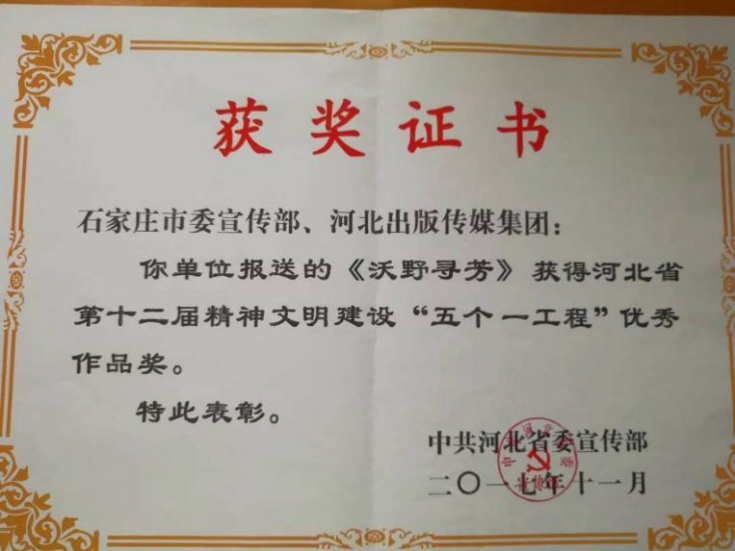 获奖证书
石家庄市委宣传部、河北出版传媒集团：
你单位报送的《沃野寻芳》获得河北省
第十二届精神文明建设“五个一工程”优秀
作品奖。
特此表彰。
中共河北省委宣传部
二〇一七年十一月